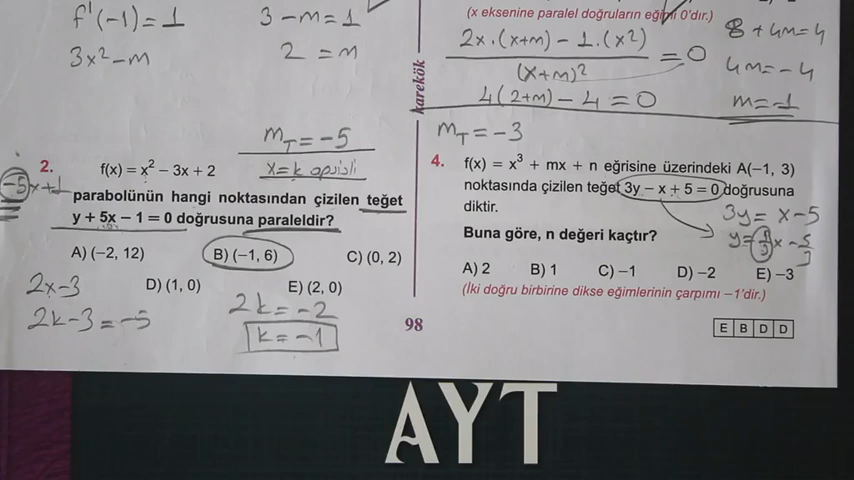 f'(-1) = 1
3x² - m
3 - m = 1
2 = m
(x eksenine paralel doğruların eğimi 0'dır.)
2x.(x+m) - 1.(x²)
(x+m)²
= 0
4(2+m) - 4 = 0
8 + 4m = 4
4m = -4
m = -1
karekök
2.
f(x) = x² – 3x + 2
m_T = -5
x = k apsisli
-5x+1
parabolünün hangi noktasından çizilen teğet
y + 5x – 1 = 0 doğrusuna paraleldir?
A) (–2, 12)
B) (–1, 6)
C) (0, 2)
D) (1, 0)
E) (2, 0)
2x-3
2k-3 = -5
2k = -2
k = -1
m_T = -3
4.
f(x) = x³ + mx + n eğrisine üzerindeki A(–1, 3)
noktasında çizilen teğet 3y – x + 5 = 0 doğrusuna
diktir.
3y = x - 5
y = 1/3 x - 5/3
Buna göre, n değeri kaçtır?
A) 2
B) 1
C) –1
D) –2
E) –3
(İki doğru birbirine dikse eğimlerinin çarpımı –1'dir.)
98
E B D D
AYT